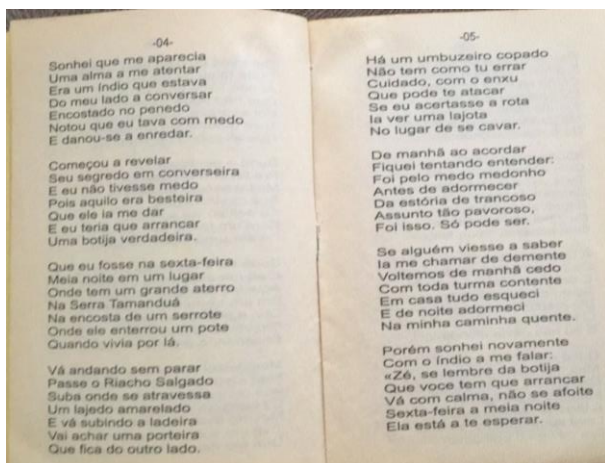 -04-
Sonhei que me aparecia
Uma alma a me atentar
Era um índio que estava
Do meu lado a conversar
Encostado no penedo
Notou que eu tava com medo
E danou-se a enredar.
Começou a revelar
Seu segredo em converseira
E eu não tivesse medo
Pois aquilo era besteira
Que ele ia me dar
E eu teria que arrancar
Uma botija verdadeira.
Que eu fosse na sexta-feira
Meia noite em um lugar
Onde tem um grande aterro
Na Serra Tamanduá
Na encosta de um serrote
Onde ele enterrou um pote
Quando vivia por lá.
Vá andando sem parar
Passe o Riacho Salgado
Suba onde se atravessa
Um lajedo amarelado
E vá subindo a ladeira
Vai achar uma porteira
Que fica do outro lado.
-05-
Há um umbuzeiro copado
Não tem como tu errar
Cuidado, com o enxu
Que pode te atacar
Se eu acertasse a rota
Ia ver uma lajota
No lugar de se cavar.
De manhã ao acordar
Fiquei tentando entender:
Foi pelo medo medonho
Antes de adormecer
Da estória de trancoso
Assunto tão pavoroso,
Foi isso. Só pode ser.
Se alguém viesse a saber
Ia me chamar de demente
Voltemos de manhã cedo
Com toda turma contente
Em casa tudo esqueci
E de noite adormeci
Na minha caminha quente.
Porém sonhei novamente
Com o índio a me falar:
«Zé, se lembre da botija
Que voce tem que arrancar
Vá com calma, não se afoite
Sexta-feira a meia noite
Ela está a te esperar.